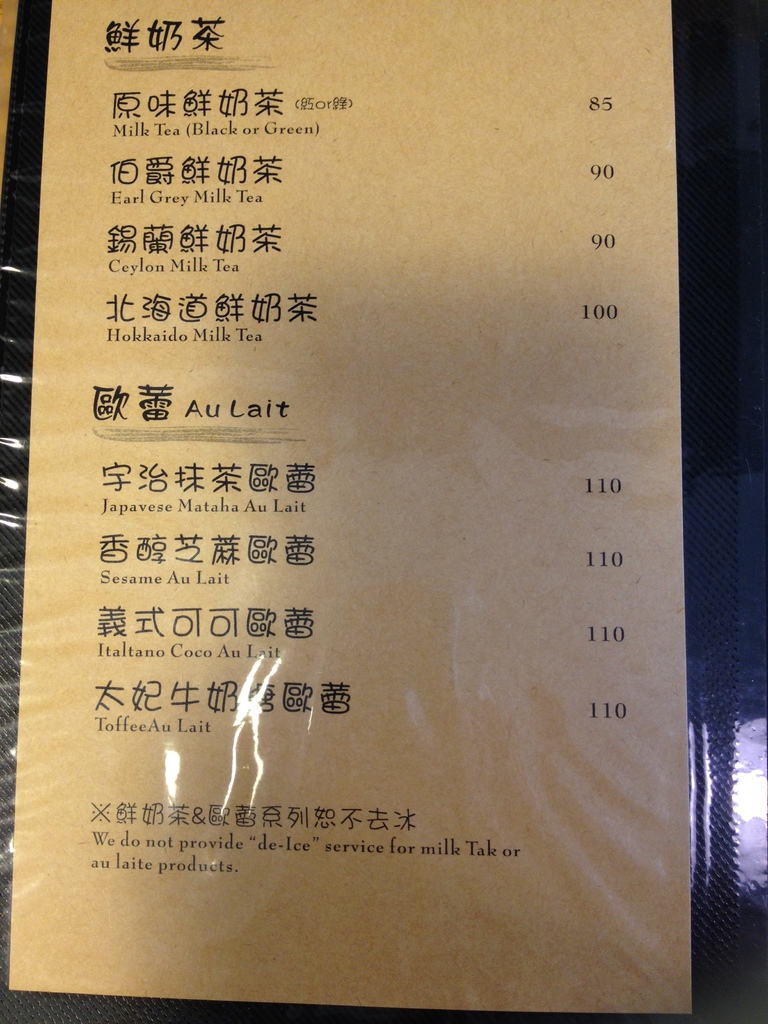 鮮奶茶
原味鮮奶茶 (紅or綠) 85
Milk Tea (Black or Green)
伯爵鮮奶茶 90
Earl Grey Milk Tea
錫蘭鮮奶茶 90
Ceylon Milk Tea
北海道鮮奶茶 100
Hokkaido Milk Tea
歐蕾 Au Lait
宇治抹茶歐蕾 110
Japavese Mataha Au Lait
香醇芝蔴歐蕾 110
Sesame Au Lait
義式可可歐蕾 110
Italtano Coco Au Lait
太妃牛奶糖歐蕾 110
ToffeeAu Lait
※鮮奶茶&歐蕾系列恕不去冰
We do not provide “de-Ice” service for milk Tak or
au laite products.